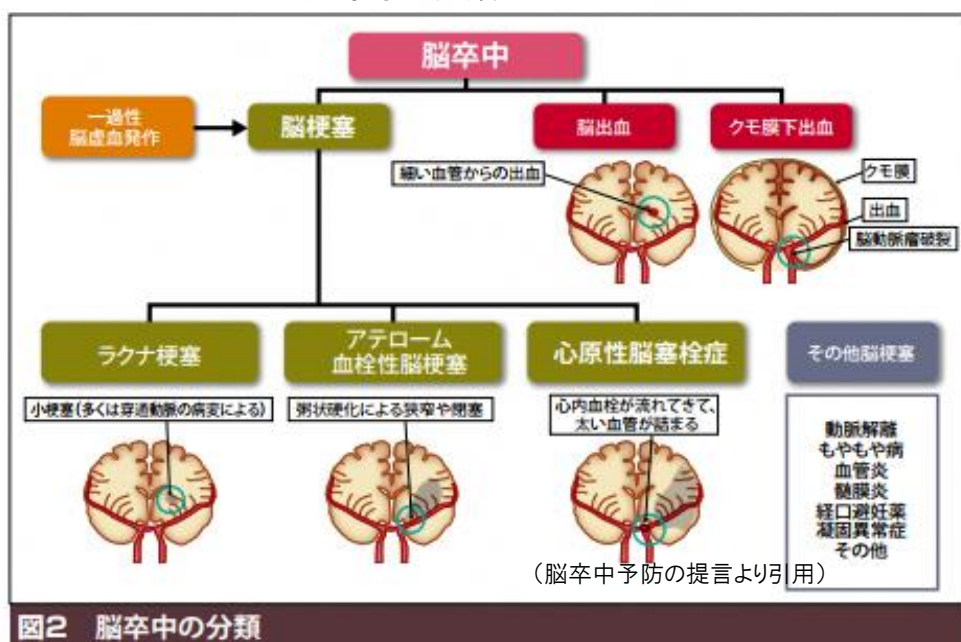 脳卒中
一過性
脳虚血発作
脳梗塞
脳出血
クモ膜下出血
細い血管からの出血
クモ膜
出血
脳動脈瘤破裂
ラクナ梗塞
アテローム
血栓性脳梗塞
心原性脳塞栓症
その他脳梗塞
小梗塞(多くは穿通動脈の病変による)
粥状硬化による狭窄や閉塞
心内血栓が流れてきて、
太い血管が詰まる
動脈解離
もやもや病
血管炎
髄膜炎
経口避妊薬
凝固異常症
その他
(脳卒中予防の提言より引用)
図2 脳卒中の分類